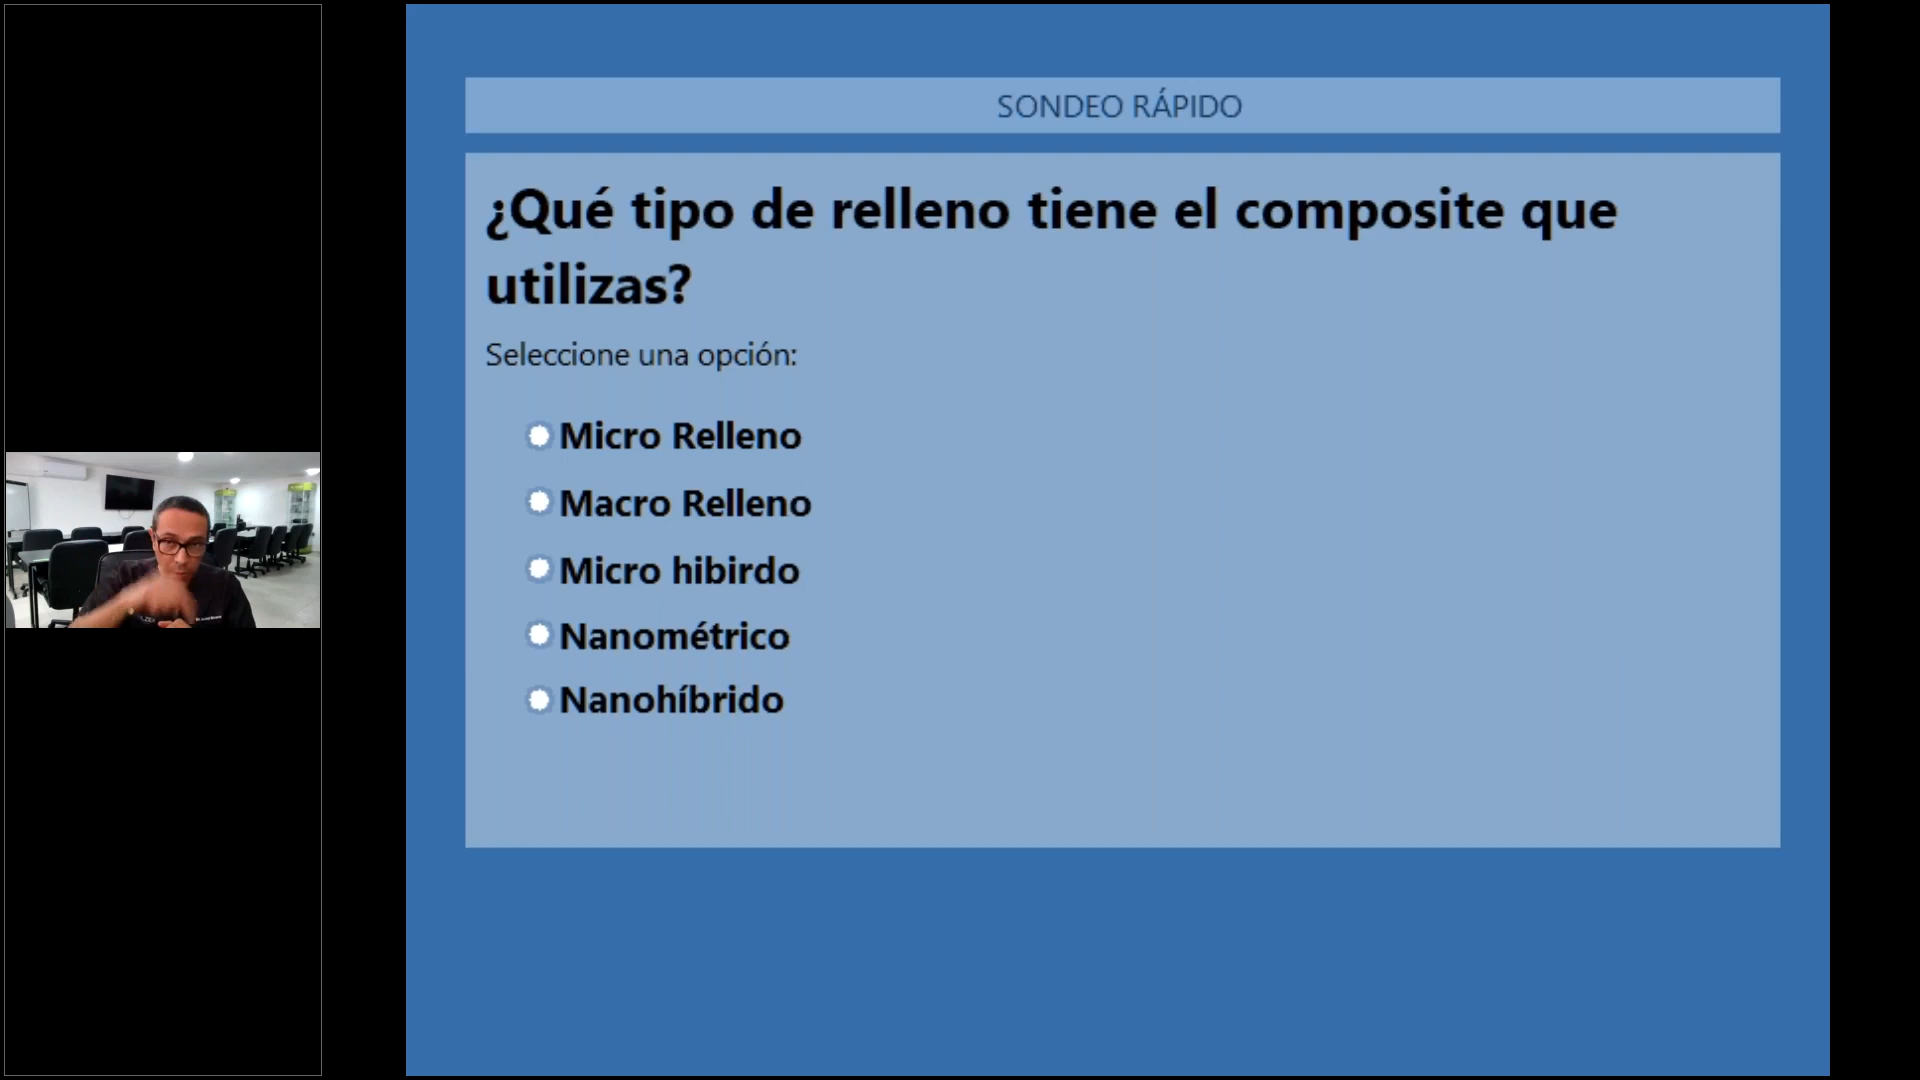 SONDEO RÁPIDO
¿Qué tipo de relleno tiene el composite que
utilizas?
Seleccione una opción:
Micro Relleno
Macro Relleno
Micro hibirdo
Nanométrico
Nanohíbrido